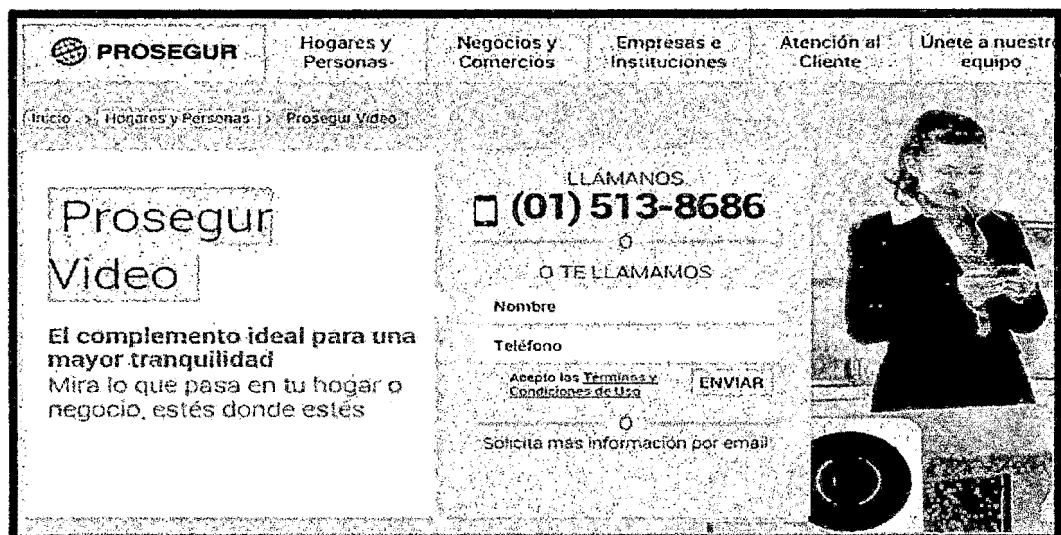 PROSEGUR
Hogares y
Personas
Negocios y
Comercios
Empresas e
Instituciones
Atención al
Cliente
Únete a nuestro
equipo
Inicio > Hogares y Personas > Prosegur Video
Prosegur
Video
El complemento ideal para una
mayor tranquilidad
Mira lo que pasa en tu hogar o
negocio, estés donde estés
LLÁMANOS
(01) 513-8686
Ó
O TE LLAMAMOS
Nombre
Teléfono
Acepto los Términos y
Condiciones de Uso
ENVIAR
Ó
Solicita más información por email